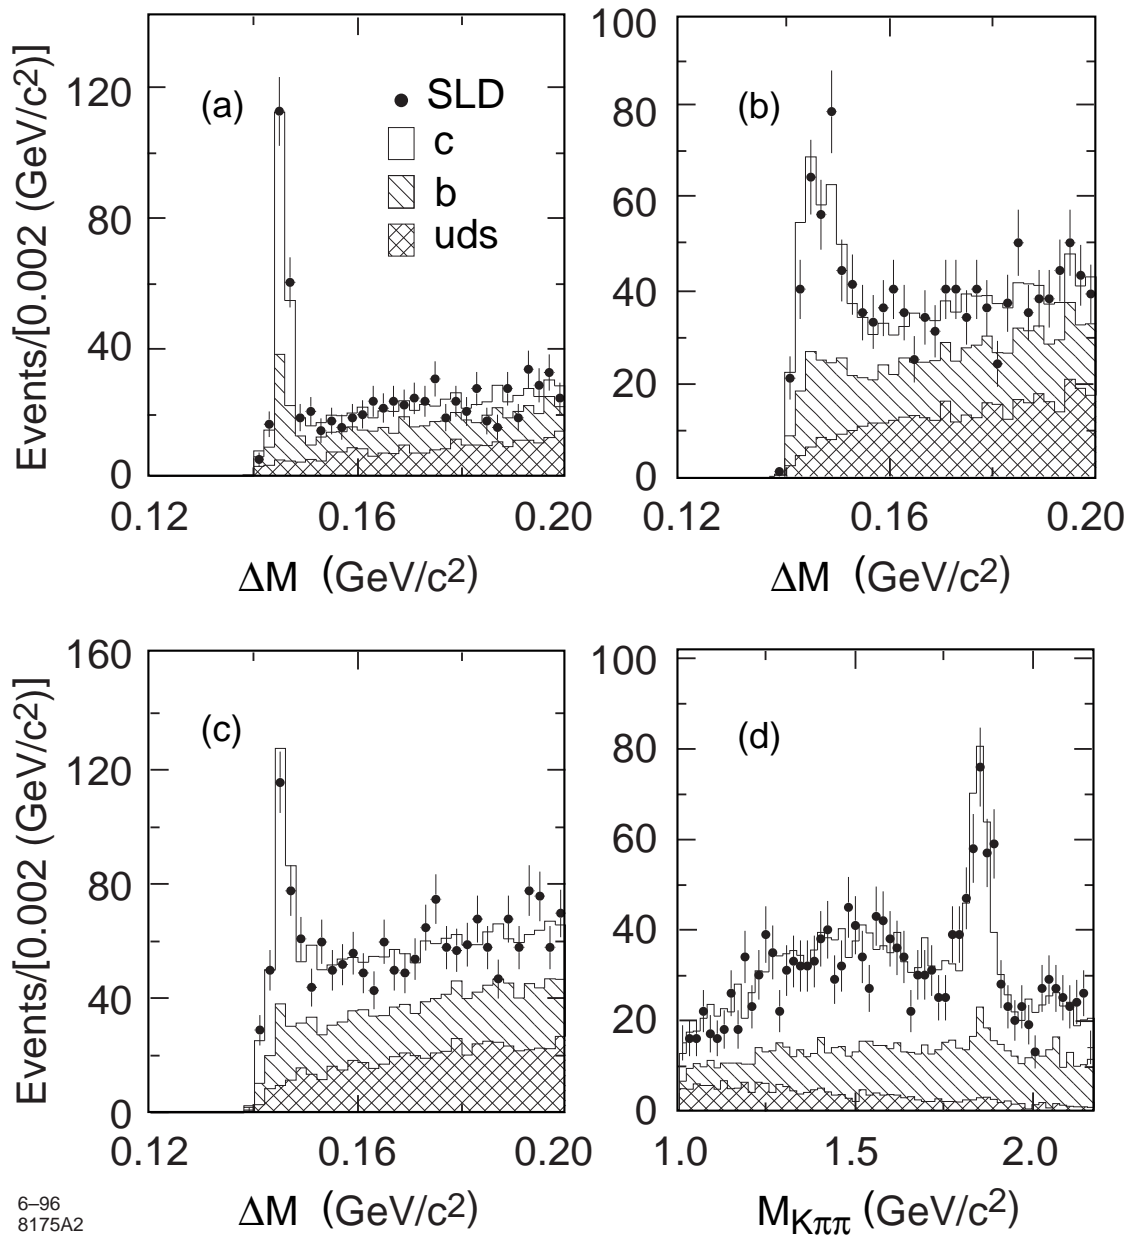 Events/[0.002 (GeV/c²)]
120
80
40
0
(a)
SLD
c
b
uds
0.12 0.16 0.20
ΔM (GeV/c²)
100
80
60
40
20
0
(b)
0.12 0.16 0.20
ΔM (GeV/c²)
Events/[0.002 (GeV/c²)]
160
120
80
40
0
(c)
0.12 0.16 0.20
ΔM (GeV/c²)
100
80
60
40
20
0
(d)
1.0 1.5 2.0
M_Kππ (GeV/c²)
6–96
8175A2